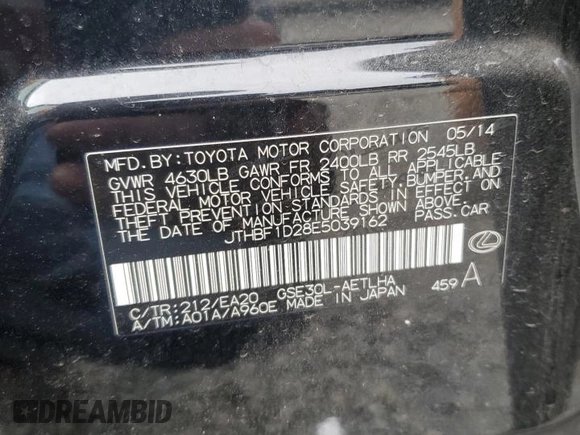 MFD. BY: TOYOTA MOTOR CORPORATION 05/14
GVWR 4630LB GAWR FR 2400LB RR 2545LB
THIS VEHICLE CONFORMS TO ALL APPLICABLE
FEDERAL MOTOR VEHICLE SAFETY, BUMPER, AND
THEFT PREVENTION STANDARDS IN EFFECT ON
THE DATE OF MANUFACTURE SHOWN ABOVE.
JTHBF1D28E5039162 PASS. CAR
C/TR:212/EA20 GSE30L-AETLHA
A/TM:A01A/A960E MADE IN JAPAN 459 A
DREAMBID